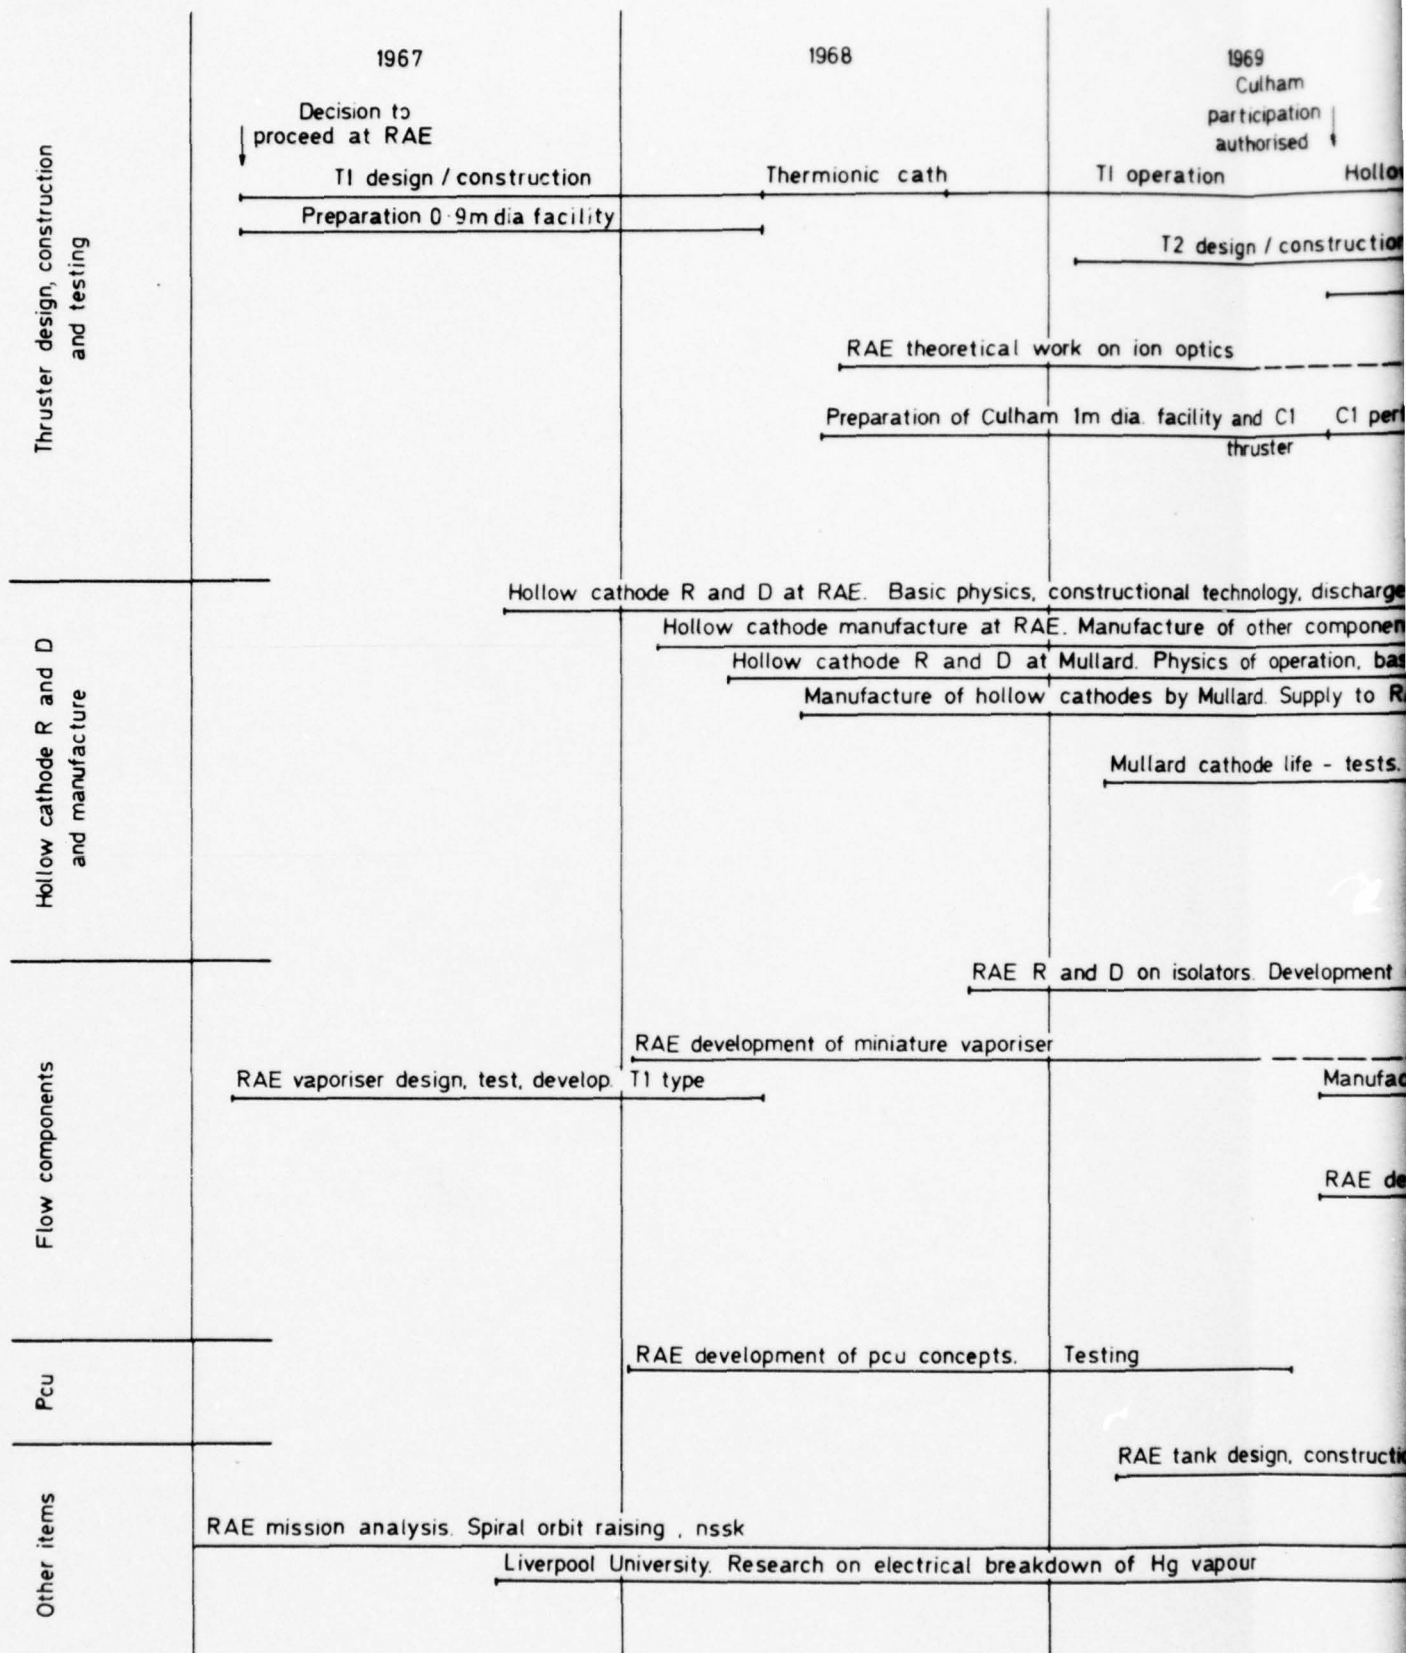 1967
1968
1969
Decision to
proceed at RAE
Culham
participation
authorised
Thruster design, construction
and testing
T1 design / construction
Thermionic cath
T1 operation
Preparation 0·9m dia facility
T2 design / construction
RAE theoretical work on ion optics
Preparation of Culham 1m dia. facility and C1
thruster
C1
Hollow cathode R and D
and manufacture
Hollow cathode R and D at RAE. Basic physics, constructional technology, discharge
Hollow cathode manufacture at RAE. Manufacture of other
Hollow cathode R and D at Mullard. Physics of operation,
Manufacture of hollow cathodes by Mullard. Supply to
Mullard cathode life - tests.
Flow components
RAE R and D on isolators. Development
RAE development of miniature vaporiser
RAE vaporiser design, test, develop. T1 type
RAE
Pcu
RAE development of pcu concepts. Testing
Other items
RAE tank design,
RAE mission analysis. Spiral orbit raising , nssk
Liverpool University. Research on electrical breakdown of Hg vapour